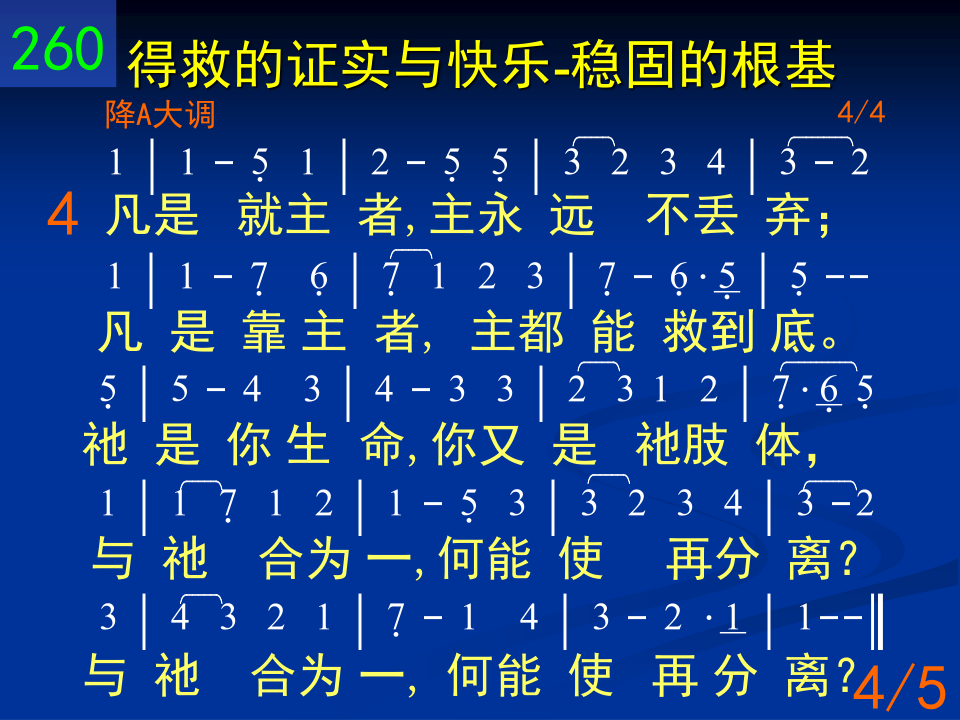 260 得救的证实与快乐-稳固的根基
降A大调 4/4
1 | 1 - 5̣ 1 | 2 - 5̣ 5̣ | 3 2 3 4 | 3 - 2
4 凡是 就主 者,主永 远 不丢 弃;
1 | 1 - 7̣ 6̣ | 7̣ 1 2 3 | 7̣ - 6̣ · 5̣ | 5̣ --
凡 是 靠 主 者, 主都 能 救到 底。
5̣ | 5 - 4 3 | 4 - 3 3 | 2 3 1 2 | 7̣ · 6̣ 5̣
祂 是 你 生 命,你又 是 祂肢 体,
1 | 1 7̣ 1 2 | 1 - 5̣ 3 | 3 2 3 4 | 3 -2
与 祂 合为 一,何能 使 再分 离?
3 | 4 3 2 1 | 7̣ - 1 4 | 3 - 2 · 1 | 1--‖
与 祂 合为 一, 何能 使 再 分 离?
4/5